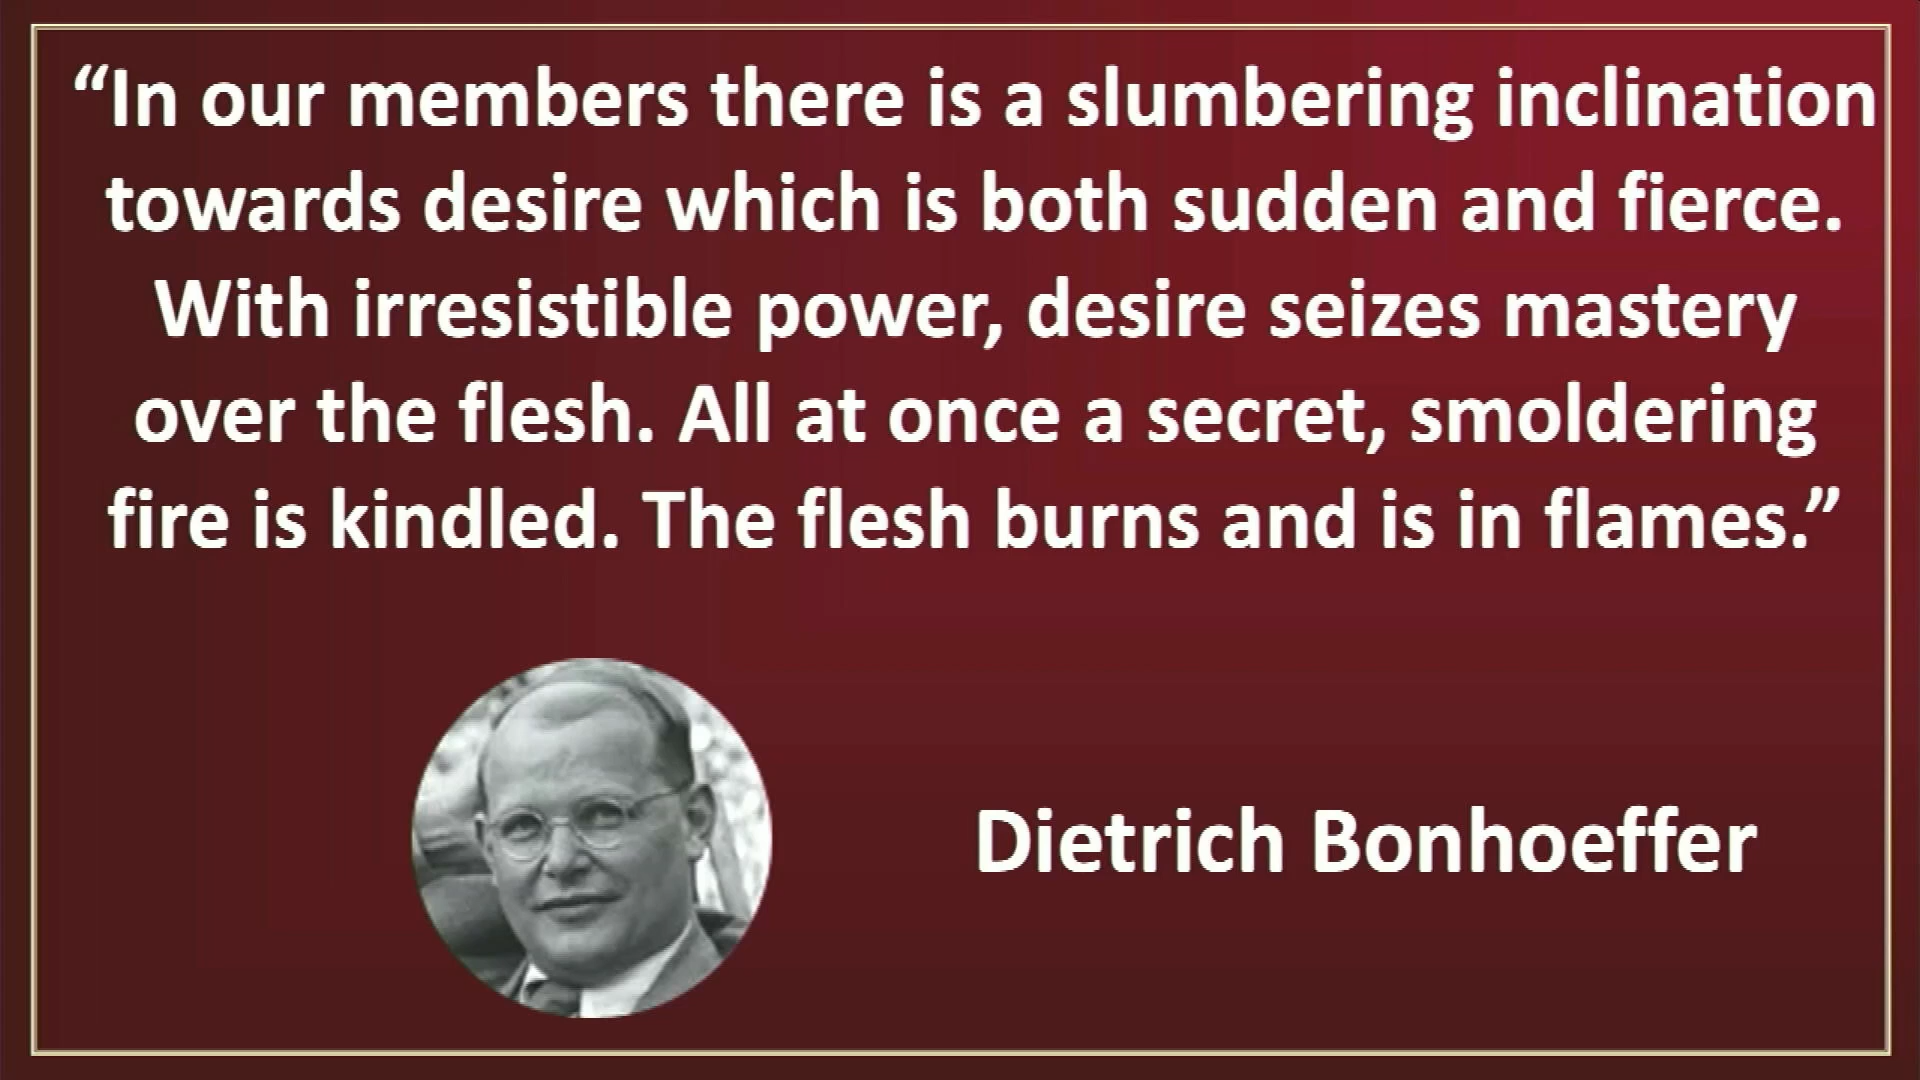 “In our members there is a slumbering inclination
towards desire which is both sudden and fierce.
With irresistible power, desire seizes mastery
over the flesh. All at once a secret, smoldering
fire is kindled. The flesh burns and is in flames.”
Dietrich Bonhoeffer